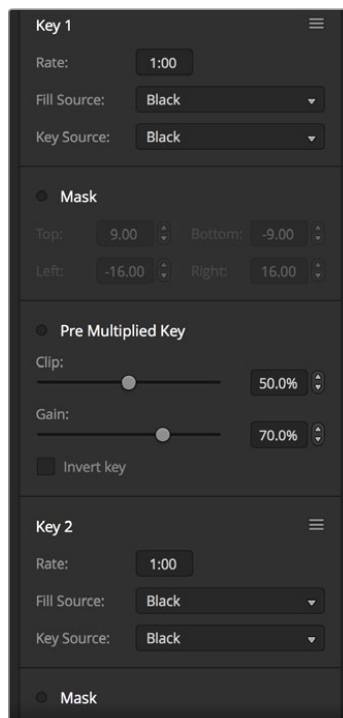 Key 1
Rate: 1:00
Fill Source: Black
Key Source: Black
Mask
Top: 9.00 Bottom: -9.00
Left: -16.00 Right: 16.00
Pre Multiplied Key
Clip:
50.0%
Gain:
70.0%
Invert key
Key 2
Rate: 1:00
Fill Source: Black
Key Source: Black
Mask